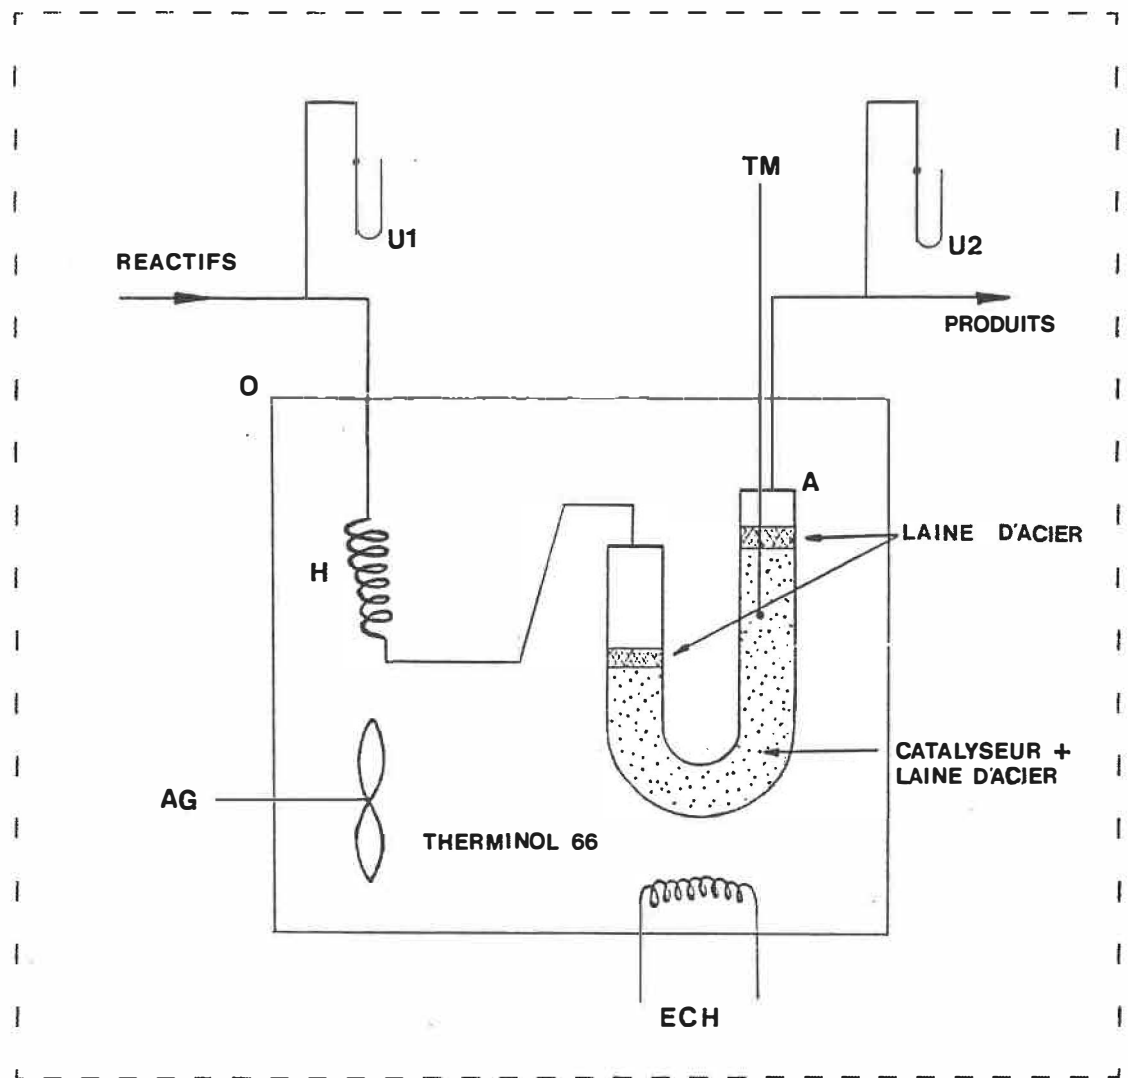 TM
U1
U2
REACTIFS
PRODUITS
O
A
LAINE D'ACIER
H
CATALYSEUR +
LAINE D'ACIER
AG
THERMINOL 66
ECH